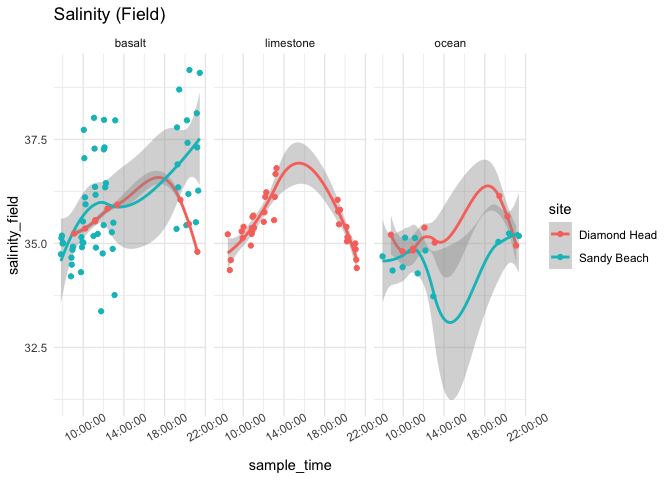 Salinity (Field)
basalt limestone ocean
37.5
35.0
32.5
salinity_field
10:00:00 14:00:00 18:00:00 22:00:00 10:00:00 14:00:00 18:00:00 22:00:00 10:00:00 14:00:00 18:00:00 22:00:00
sample_time
site
Diamond Head
Sandy Beach